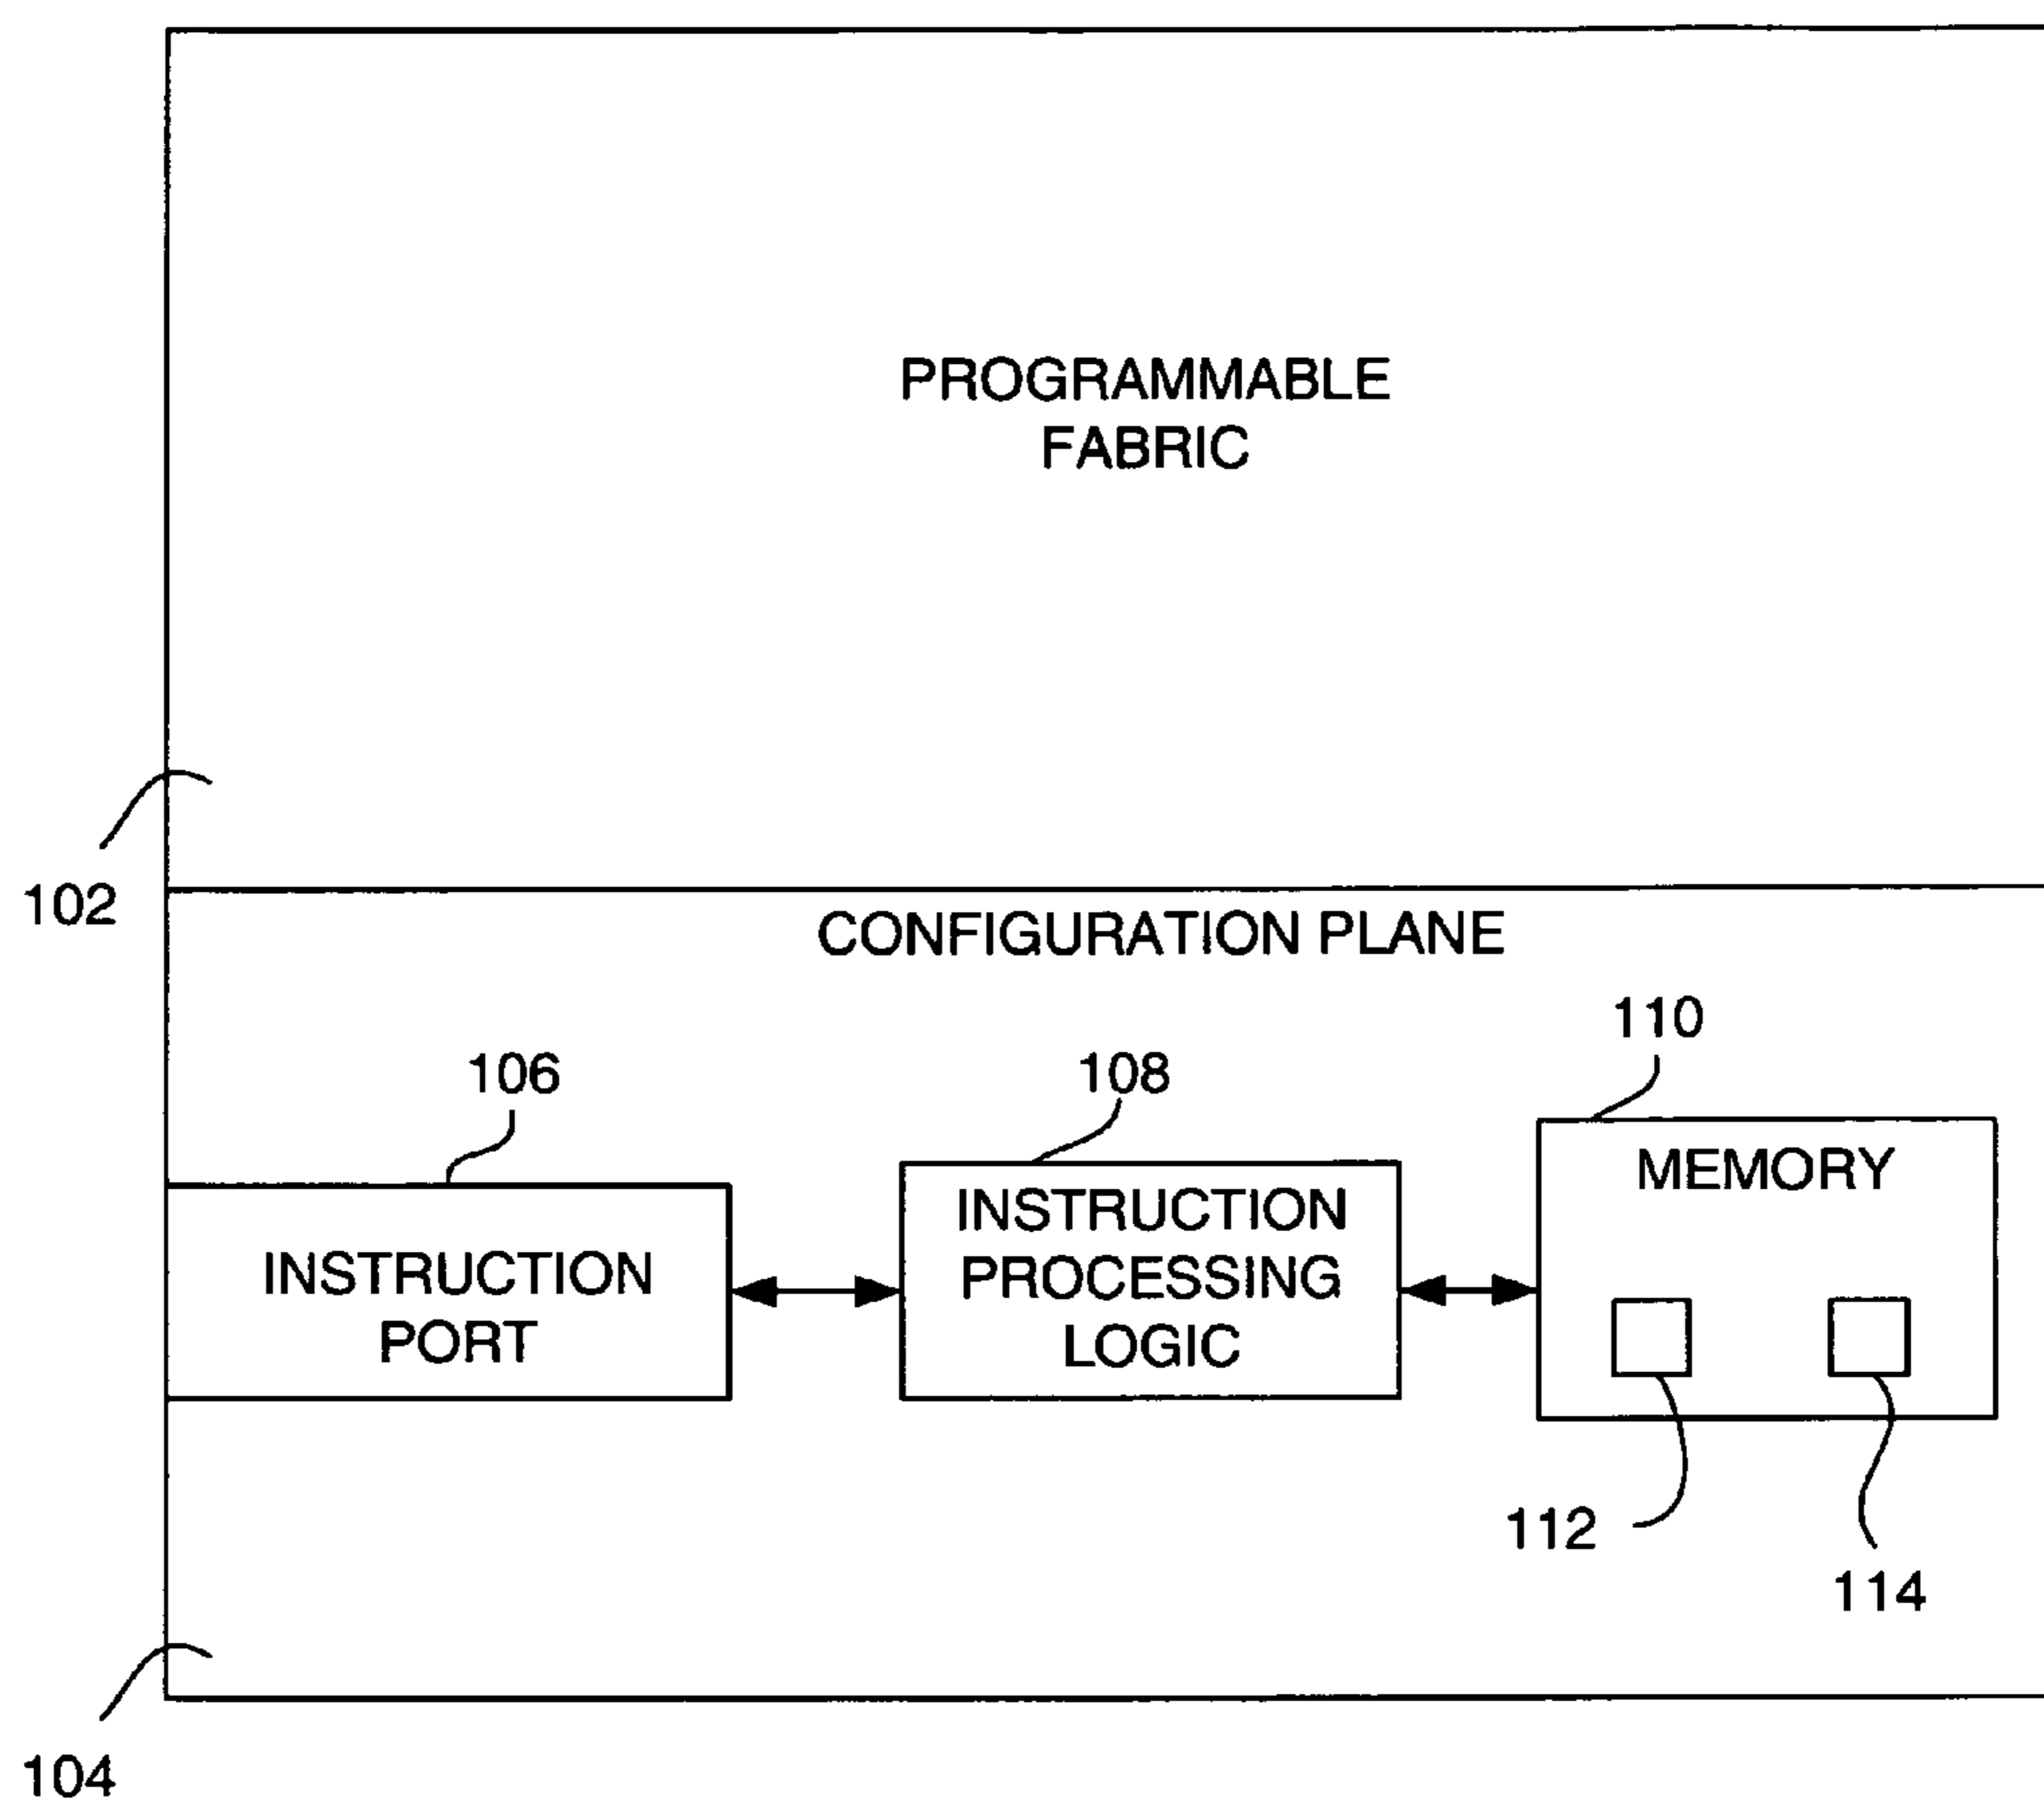 PROGRAMMABLE
FABRIC
102
CONFIGURATION PLANE
110
106
108
MEMORY
INSTRUCTION
PORT
INSTRUCTION
PROCESSING
LOGIC
112
114
104